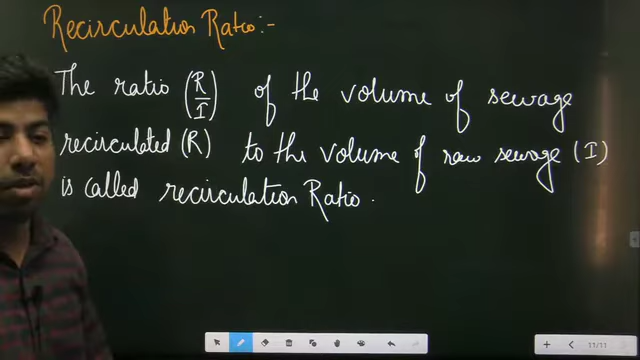 Recirculation Ratio:-
The ratio (R/I) of the volume of sewage
recirculated (R) to the volume of raw sewage (I)
is called recirculation Ratio.
11/11